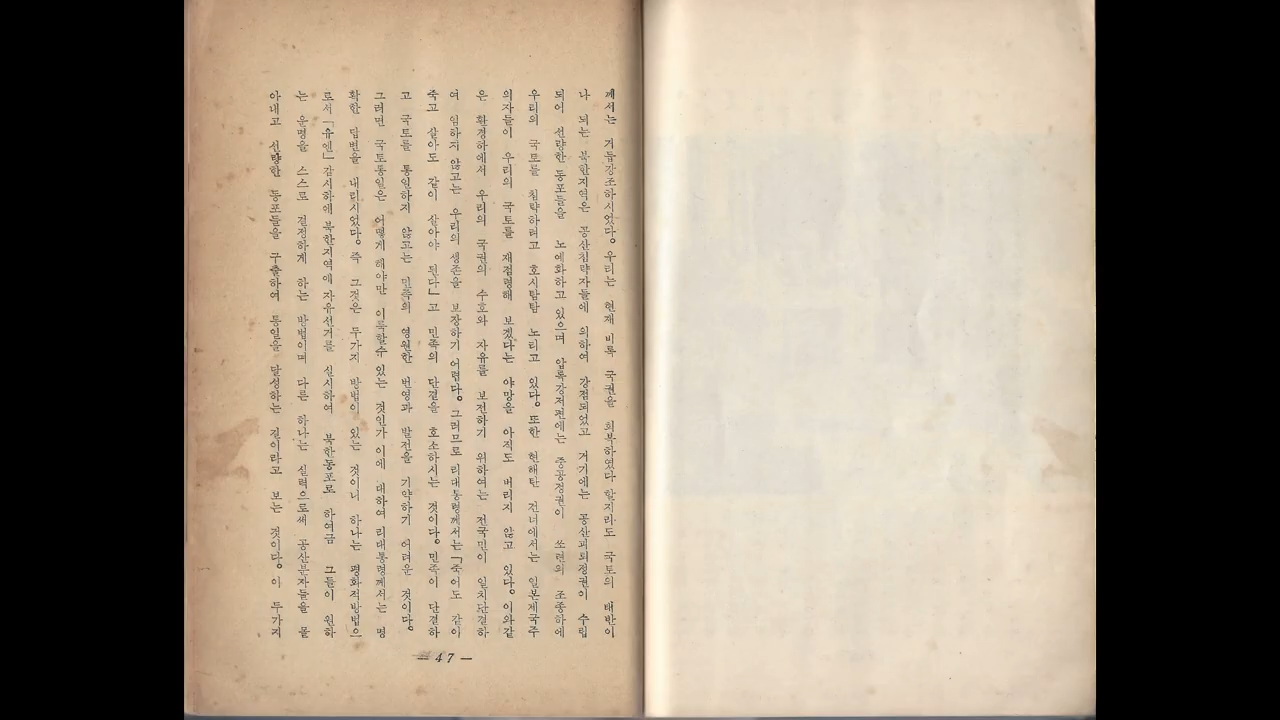 께서는 거듭강조하시었다。우리는 현재 비록 국권을 회복하였다 할지라도 국토의 태반이
나 되는 북한지역은 공산침략자들에 의하여 강점되었고 거기에는 공산괴뢰정권이 수립
되어 선량한 동포들을 노예화하고 있으며 압록강저편에는 중공정권이 쏘련의 조종하에
우리의 국토를 침략하려고 호시탐탐 노리고 있다。또한 현해탄 건너에서는 일본제국주
의자들이 우리의 국토를 재점령해 보겠다는 야망을 아직도 버리지 않고 있다。이와같
은 환경하에서 우리의 국권의 수호와 자유를 보전하기 위하여는 전국민이 일치단결하
여 임하지 않고는 우리의 생존을 보장하기 어렵다。그러므로 리대통령께서는「죽어도 같이
죽고 살아도 같이 살아야 된다」고 민족의 단결을 호소하시는 것이다。민족이 단결하
고 국토를 통일하지 않고는 민족의 영원한 번영과 발전을 기약하기 어려운 것이다。
그러면 국토통일은 어떻게 해야만 이룩할수 있는 것인가 이에 대하여 리대통령께서는 명
확한 답변을 내리시었다。즉 그것은 두가지 방법이 있는 것이니 하나는 평화적방법으
로서「유엔」감시하에 북한지역에 자유선거를 실시하여 북한동포로 하여금 그들이 원하
는 운명을 스스로 결정하게 하는 방법이며 다른 하나는 실력으로써 공산분자들을 몰
아내고 선량한 동포들을 구출하여 통일을 달성하는 길이라고 보는 것이다。이 두가지
— 47 —